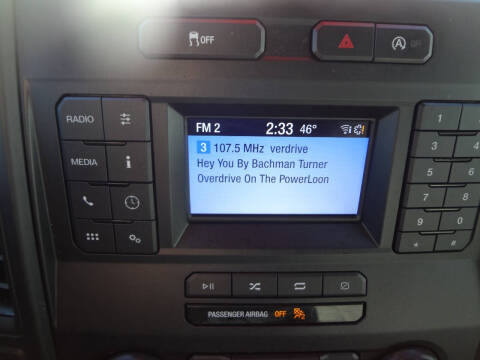 OFF
A OFF
RADIO
MEDIA
i
FM 2 2:33 46°
3 107.5 MHz verdrive
Hey You By Bachman Turner
Overdrive On The PowerLoon
1 2
3 4
5 6
7 8
9 0
* #
PASSENGER AIRBAG OFF